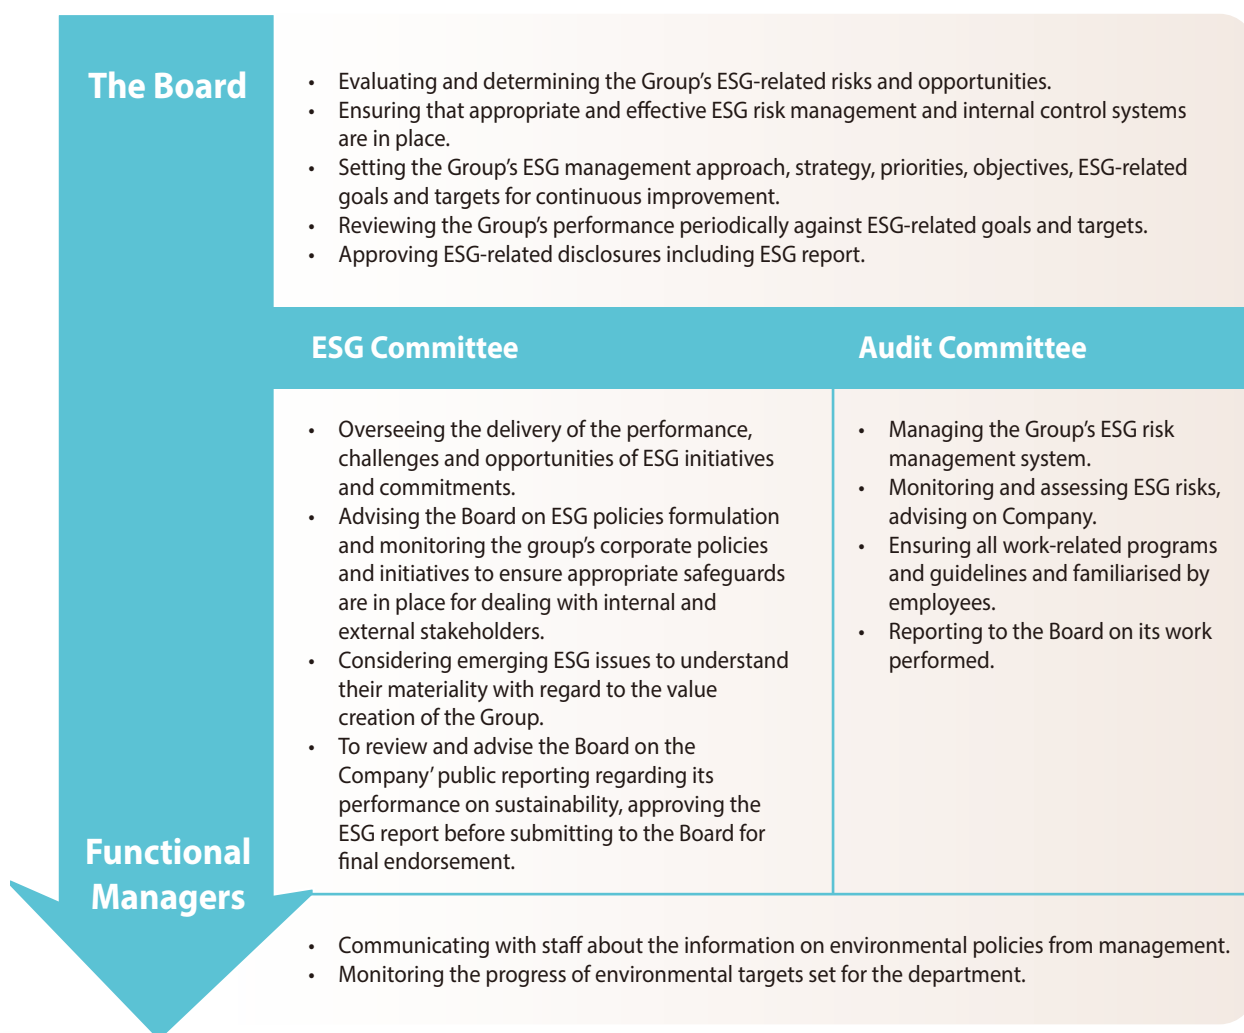 The Board
• Evaluating and determining the Group's ESG-related risks and opportunities.
• Ensuring that appropriate and effective ESG risk management and internal control systems
are in place.
• Setting the Group's ESG management approach, strategy, priorities, objectives, ESG-related
goals and targets for continuous improvement.
• Reviewing the Group's performance periodically against ESG-related goals and targets.
• Approving ESG-related disclosures including ESG report.
ESG Committee
• Overseeing the delivery of the performance,
challenges and opportunities of ESG initiatives
and commitments.
• Advising the Board on ESG policies formulation
and monitoring the group's corporate policies
and initiatives to ensure appropriate safeguards
are in place for dealing with internal and
external stakeholders.
• Considering emerging ESG issues to understand
their materiality with regard to the value
creation of the Group.
• To review and advise the Board on the
Company' public reporting regarding its
performance on sustainability, approving the
ESG report before submitting to the Board for
final endorsement.
Audit Committee
• Managing the Group's ESG risk
management system.
• Monitoring and assessing ESG risks,
advising on Company.
• Ensuring all work-related programs
and guidelines and familiarised by
employees.
• Reporting to the Board on its work
performed.
Functional
Managers
• Communicating with staff about the information on environmental policies from management.
• Monitoring the progress of environmental targets set for the department.